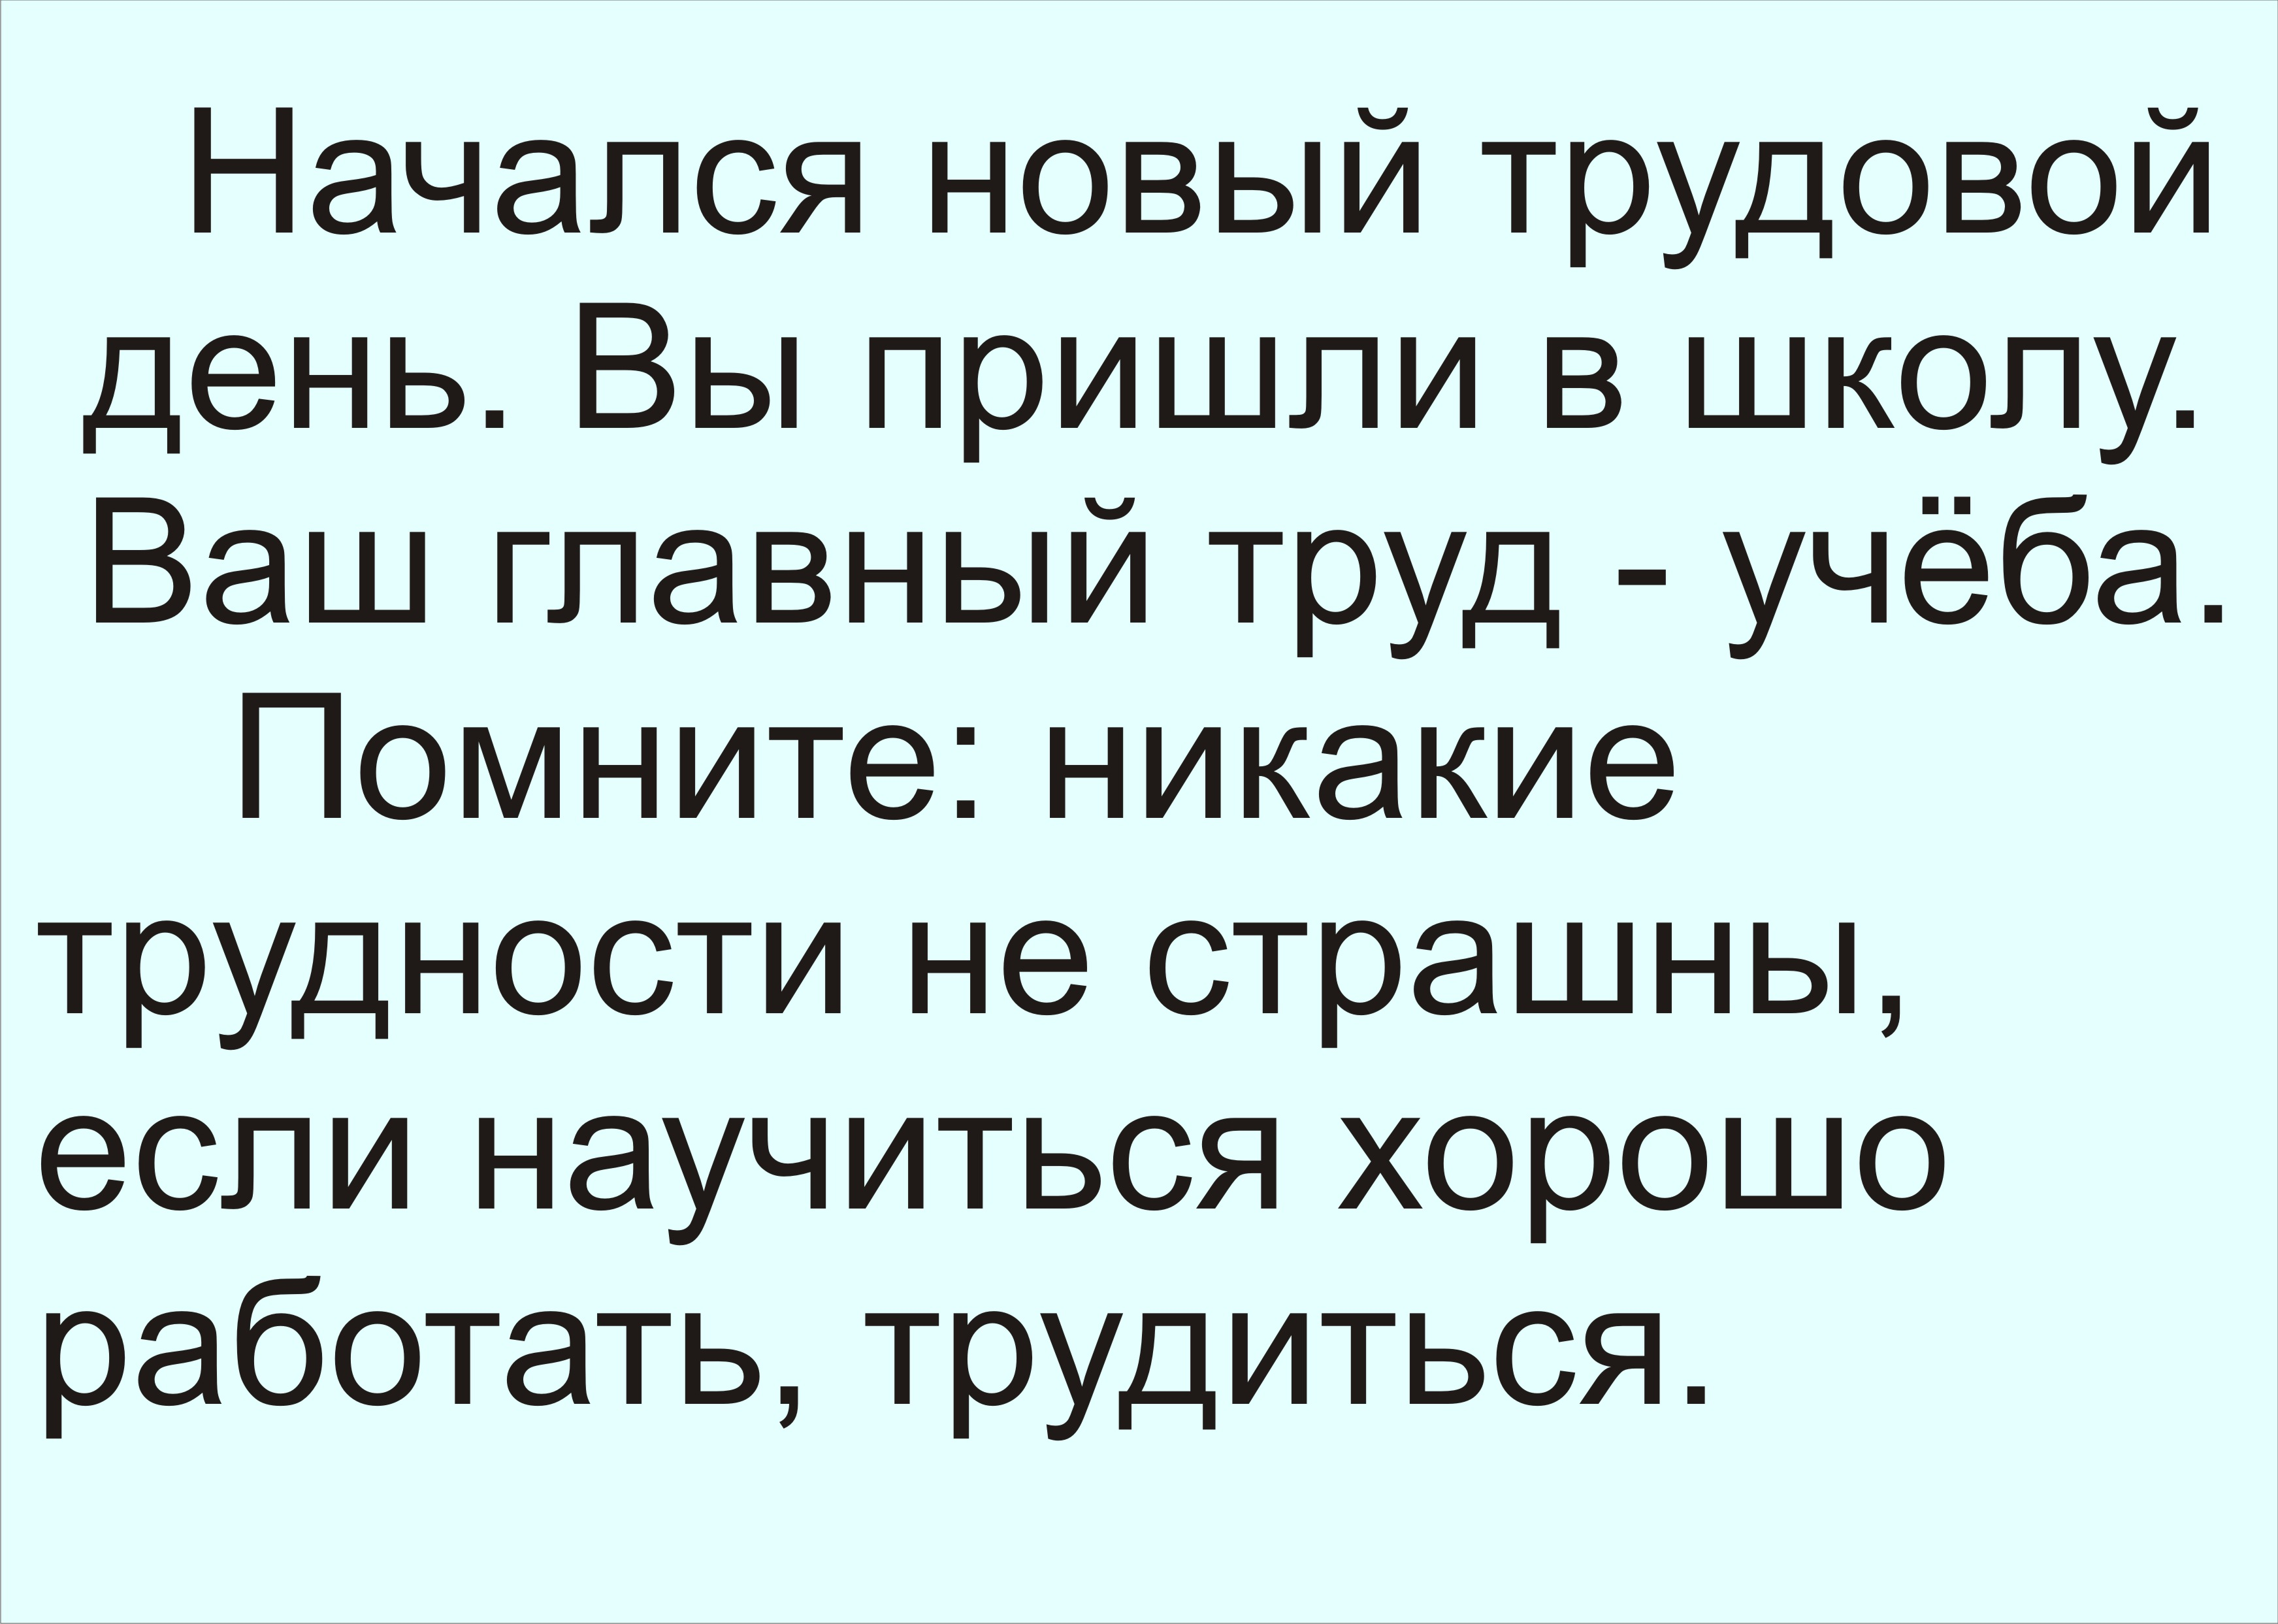 Начался новый трудовой
день. Вы пришли в школу.
Ваш главный труд - учёба.
Помните: никакие
трудности не страшны,
если научиться хорошо
работать, трудиться.